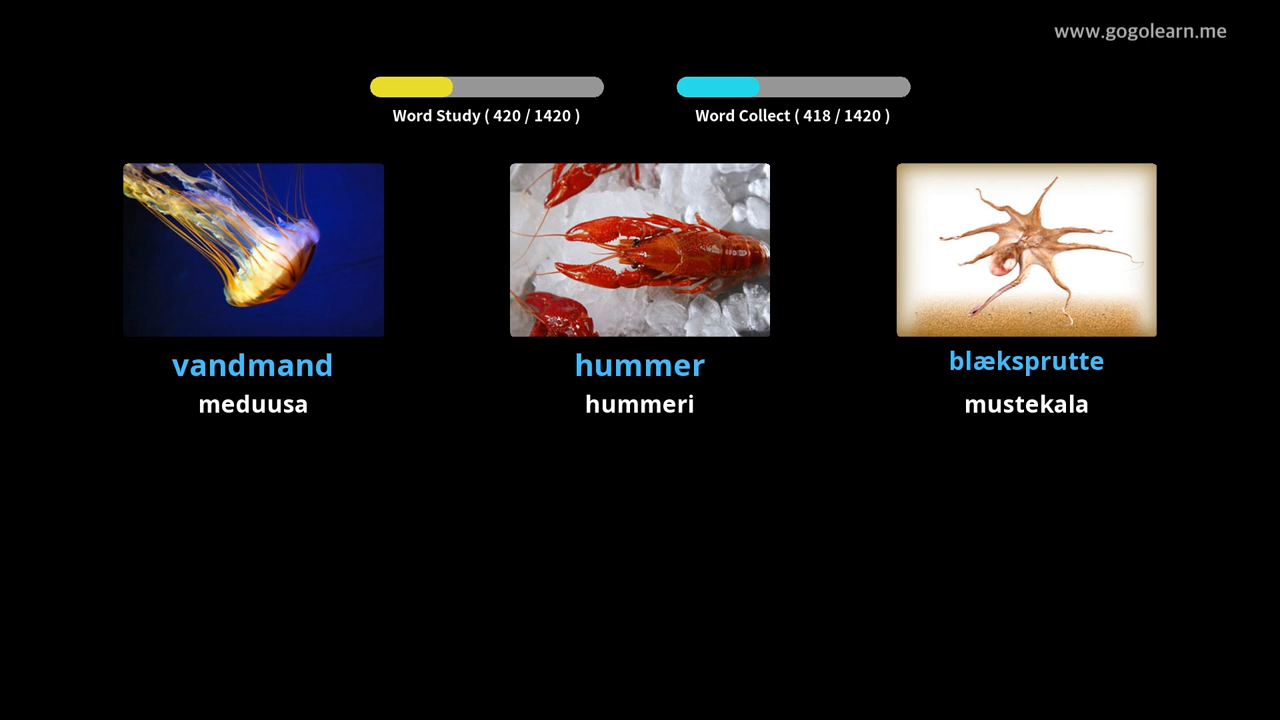 www.gogolearn.me
Word Study ( 420 / 1420 )
Word Collect ( 418 / 1420 )
vandmand
meduusa
hummer
hummeri
blæksprutte
mustekala